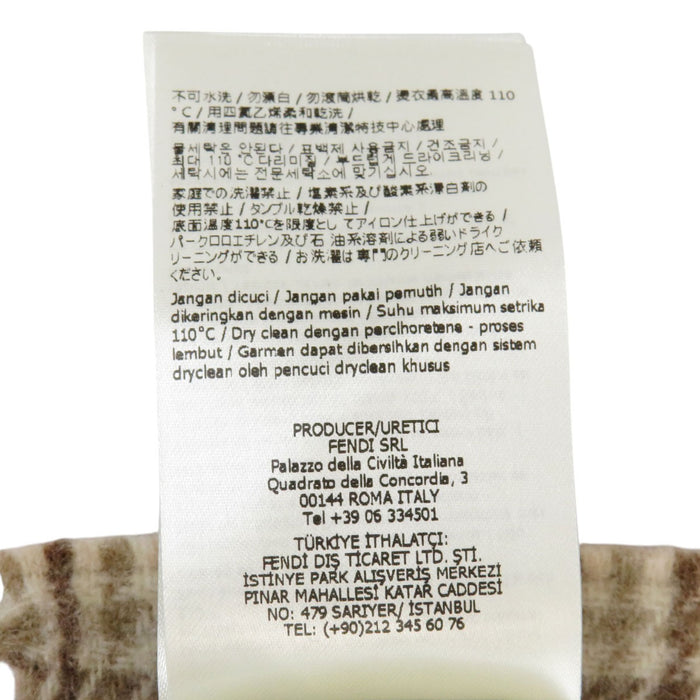 不可水洗 / 勿漂白 / 勿滾筒烘乾 / 燙衣最高溫度 110
°C / 用四氯乙烯柔和乾洗 /
有關清理問題請往專業清潔特技中心處理
물세탁은 안된다 / 표백제 사용금지 / 건조금지 /
최대 110 °C 다리미질 / 부드럽게 드라이크리닝 /
세탁시에는 전문세탁소에 맞기십시오.
家庭での洗濯禁止 / 塩素系及び酸素系漂白剤の
使用禁止 / タンブル乾燥禁止 /
底面温度110°Cを限度としてアイロン仕上げができる /
パークロロエチレン及び石 油系溶剤による弱いドライク
リーニングができる / お洗濯は専門のクリーニング店へご依頼
ください。
Jangan dicuci / Jangan pakai pemutih / Jangan
dikeringkan dengan mesin / Suhu maksimum setrika
110°C / Dry clean dengan perclhoretene - proses
lembut / Garmen dapat dibersihkan dengan sistem
dryclean oleh pencuci dryclean khusus
PRODUCER/URETICI
FENDI SRL
Palazzo della Civiltà Italiana
Quadrato della Concordia, 3
00144 ROMA ITALY
Tel +39 06 334501
TÜRKİYE İTHALATÇI:
FENDİ DIŞ TİCARET LTD. ŞTİ.
İSTİNYE PARK ALIŞVERİŞ MERKEZİ
PINAR MAHALLESİ KATAR CADDESİ
NO: 479 SARIYER/ İSTANBUL
TEL: (+90)212 345 60 76